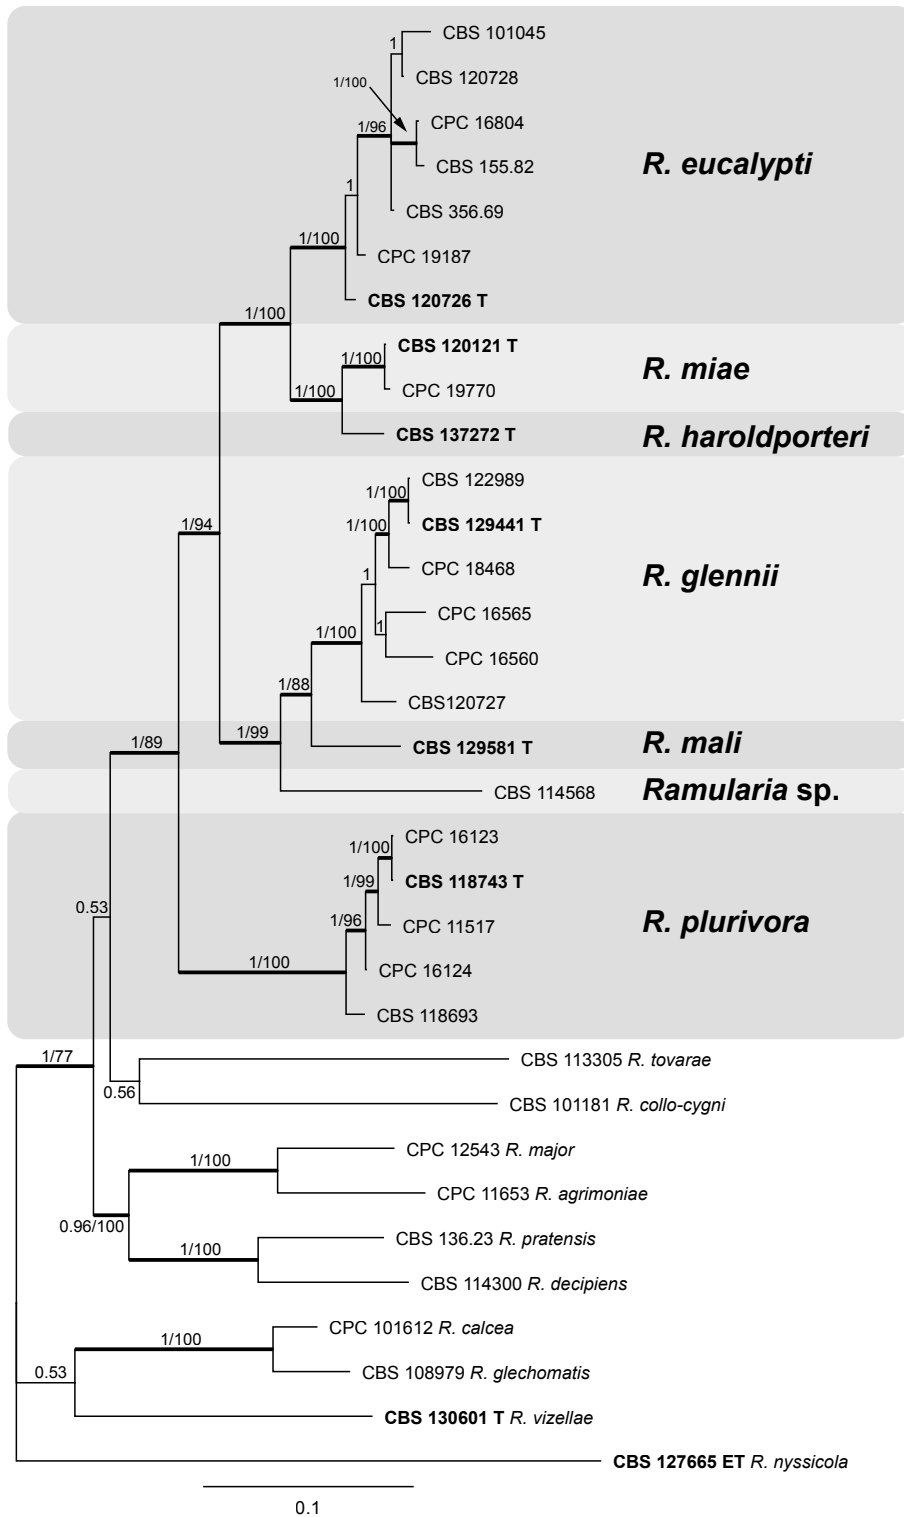 CBS 101045
1
CBS 120728
1/100
CPC 16804
1/96
CBS 155.82
R. eucalypti
1
CBS 356.69
1/100
CPC 19187
CBS 120726 T
1/100
CBS 120121 T
1/100
R. miae
CPC 19770
1/100
CBS 137272 T
R. haroldporteri
CBS 122989
1/100
CBS 129441 T
1/100
1/94
CPC 18468
R. glennii
1
CPC 16565
1
1/100
CPC 16560
1/88
CBS120727
1/99
CBS 129581 T
R. mali
1/89
CBS 114568
Ramularia sp.
CPC 16123
1/100
CBS 118743 T
1/99
0.53
1/96
CPC 11517
R. plurivora
1/100
CPC 16124
CBS 118693
1/77
CBS 113305 R. tovarae
0.56
CBS 101181 R. collo-cygni
CPC 12543 R. major
1/100
CPC 11653 R. agrimoniae
0.96/100
CBS 136.23 R. pratensis
1/100
CBS 114300 R. decipiens
CPC 101612 R. calcea
1/100
0.53
CBS 108979 R. glechomatis
CBS 130601 T R. vizellae
CBS 127665 ET R. nyssicola
0.1